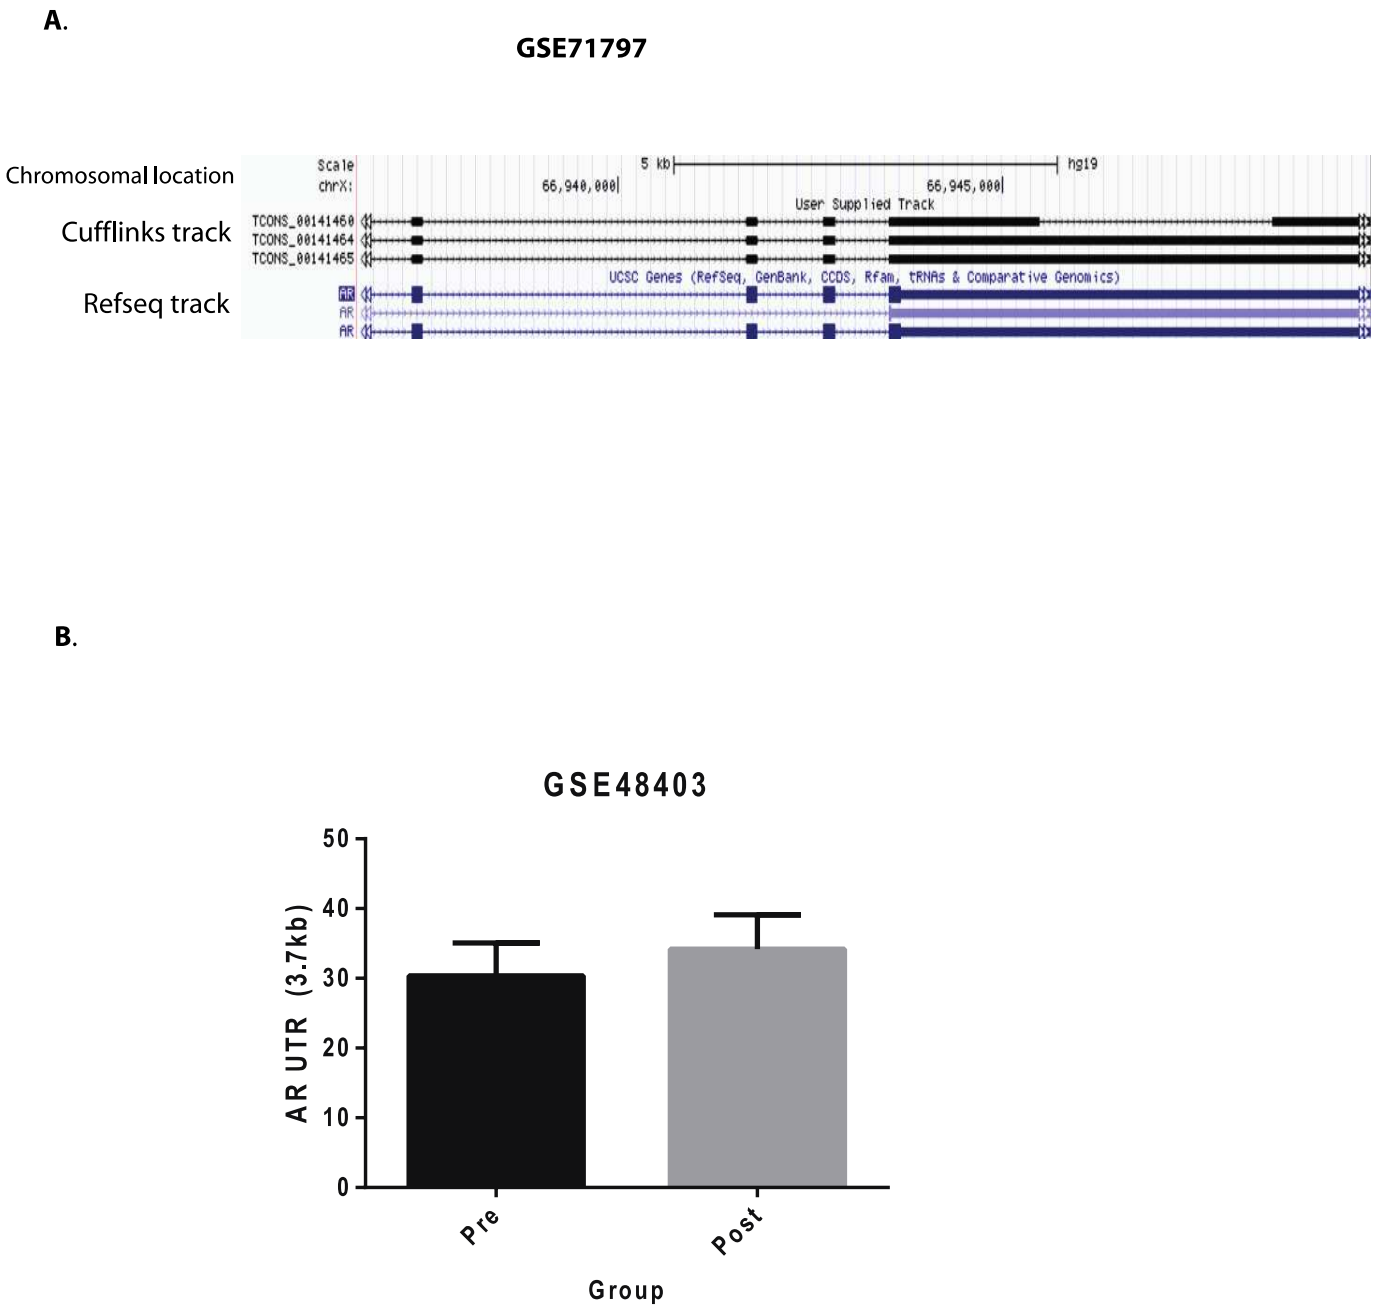 A.
GSE71797
Chromosomal location
Scale
5 kb
hg19
chrX:
66,940,000|
66,945,000|
User Supplied Track
Cufflinks track
TCONS_00141460
TCONS_00141464
TCONS_00141465
UCSC Genes (RefSeq, GenBank, CCDS, Rfam, tRNAs & Comparative Genomics)
Refseq track
AR
AR
AR
B.
GSE48403
AR UTR (3.7kb)
50
40
30
20
10
0
Pre
Post
Group